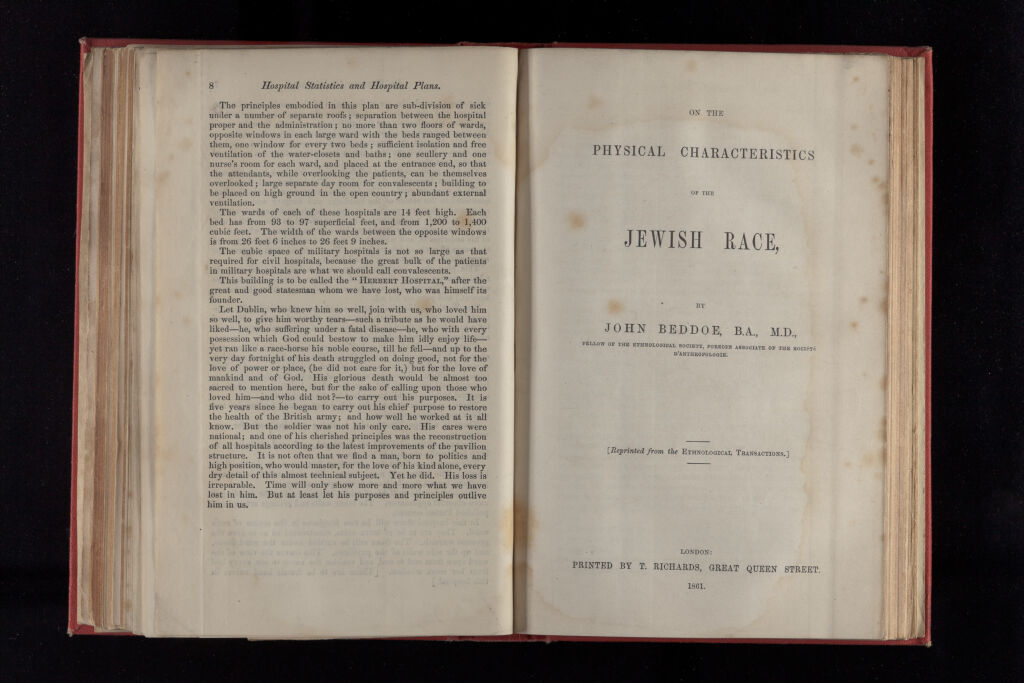 8 Hospital Statistics and Hospital Plans.
The principles embodied in this plan are sub-division of sick
under a number of separate roofs; separation between the hospital
proper and the administration; no more than two floors of wards,
opposite windows in each large ward with the beds ranged between
them, one window for every two beds; sufficient isolation and free
ventilation of the water-closets and baths; one scullery and one
nurse's room for each ward, and placed at the entrance end, so that
the attendants, while overlooking the patients, can be themselves
overlooked; large separate day room for convalescents; building to
be placed on high ground in the open country; abundant external
ventilation.
The wards of each of these hospitals are 14 feet high. Each
bed has from 93 to 97 superficial feet, and from 1,200 to 1,400
cubic feet. The width of the wards between the opposite windows
is from 26 feet 6 inches to 26 feet 9 inches.
The cubic space of military hospitals is not so large as that
required for civil hospitals, because the great bulk of the patients
in military hospitals are what we should call convalescents.
This building is to be called the "HERBERT HOSPITAL," after the
great and good statesman whom we have lost, who was himself its
founder.
Let Dublin, who knew him so well, join with us, who loved him
so well, to give him worthy tears—such a tribute as he would have
liked—he, who suffering under a fatal disease—he, who with every
possession which God could bestow to make him idly enjoy life—
yet ran like a race-horse his noble course, till he fell—and up to the
very day fortnight of his death struggled on doing good, not for the
love of power or place, (he did not care for it,) but for the love of
mankind and of God. His glorious death would be almost too
sacred to mention here, but for the sake of calling upon those who
loved him—and who did not?—to carry out his purposes. It is
five years since he began to carry out his chief purpose to restore
the health of the British army; and how well he worked at it all
know. But the soldier was not his only care. His cares were
national; and one of his cherished principles was the reconstruction
of all hospitals according to the latest improvements of the pavilion
structure. It is not often that we find a man, born to politics and
high position, who would master, for the love of his kind alone, every
dry detail of this almost technical subject. Yet he did. His loss is
irreparable. Time will only show more and more what we have
lost in him. But at least let his purposes and principles outlive
him in us.
ON THE
PHYSICAL CHARACTERISTICS
OF THE
JEWISH RACE,
BY
JOHN BEDDOE, B.A., M.D.,
FELLOW OF THE ETHNOLOGICAL SOCIETY, FOREIGN ASSOCIATE OF THE SOCIÉTÉ
D'ANTHROPOLOGIE.
[Reprinted from the ETHNOLOGICAL TRANSACTIONS.]
LONDON:
PRINTED BY T. RICHARDS, GREAT QUEEN STREET.
1861.